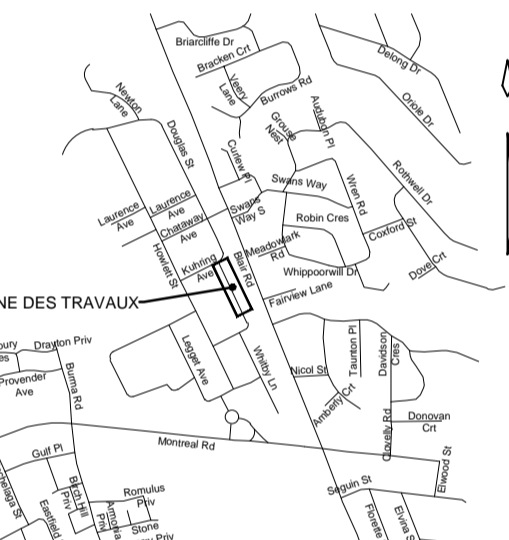 Briarcliffe Dr
Bracken Crt
Delong Dr
Veery
Lane
Burrows Rd
Newton
Lane
Oriole Dr
Audubon Pl
Grouse
Nest
Douglas St
Curlew Pl
Rothwell Dr
Swans Way
Wren Rd
Laurence
Ave
Laurence
Ave
Swans
Way S
Robin Cres
Chataway
Ave
Coxford St
Meadowlark
Rd
Howlett St
Kuhring
Ave
Blair Rd
Whippoorwill Dr
Dove Crt
Fairview Lane
NE DES TRAVAUX
Drayton Priv
Provender
Ave
Burma Rd
Legget Ave
Whitby Ln
Nicol St
Taunton Pl
Davidson
Cres
Amberly Crt
Donovan
Crt
Clovelly Rd
Montreal Rd
Gulf Pl
Elwood St
Seguin St
Birch Hill
Priv
Romulus
Priv
Eastfield
Armonia
Priv
Stone
Priv
Florette
Elvina S